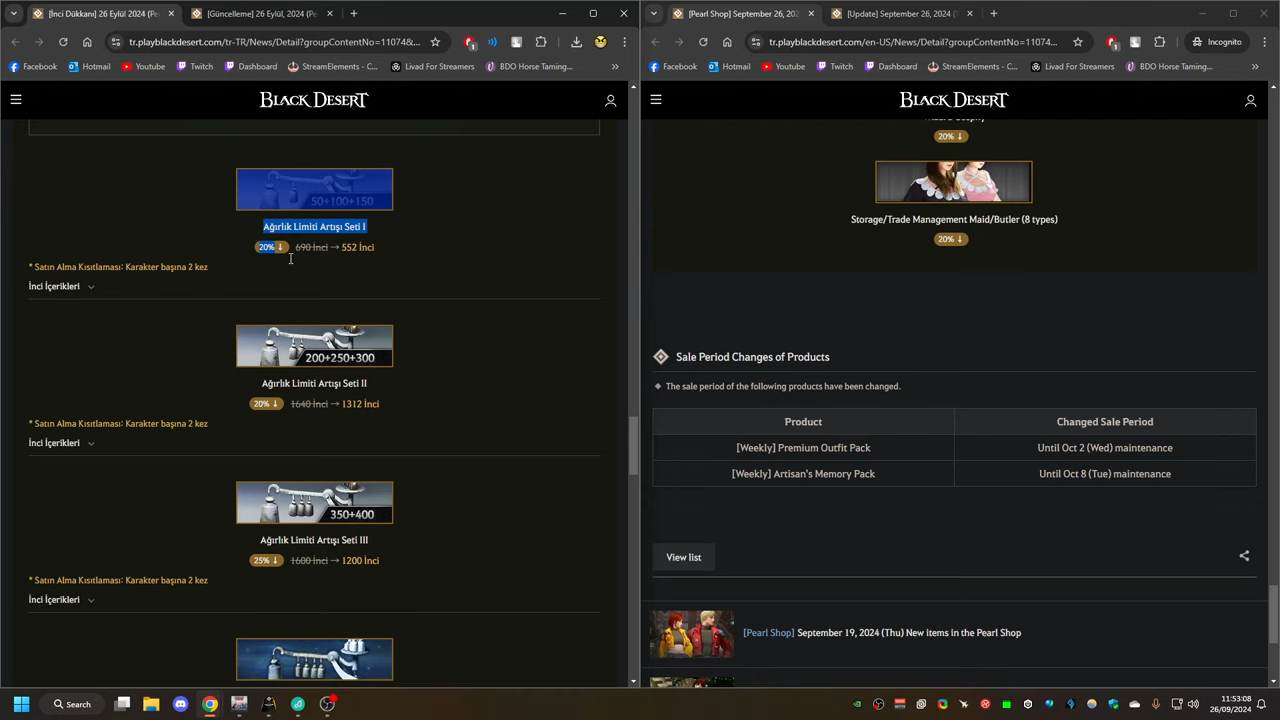 [İnci Dükkanı] 26 Eylül 2024 (Pe
[Güncelleme] 26 Eylül, 2024 (Pe
tr.playblackdesert.com/tr-TR/News/Detail?groupContentNo=11074&...
Facebook
Hotmail
Youtube
Twitch
Dashboard
StreamElements - C...
Livad For Streamers
BDO Horse Taming...
BLACK DESERT
50+100+150
Ağırlık Limiti Artışı Seti I
20% ↓ 690 İnci → 552 İnci
* Satın Alma Kısıtlaması: Karakter başına 2 kez
İnci İçerikleri
200+250+300
Ağırlık Limiti Artışı Seti II
20% ↓ 1640 İnci → 1312 İnci
* Satın Alma Kısıtlaması: Karakter başına 2 kez
İnci İçerikleri
350+400
Ağırlık Limiti Artışı Seti III
25% ↓ 1600 İnci → 1200 İnci
* Satın Alma Kısıtlaması: Karakter başına 2 kez
İnci İçerikleri
[Pearl Shop] September 26, 202
[Update] September 26, 2024 (
tr.playblackdesert.com/en-US/News/Detail?groupContentNo=1107...
Incognito
Facebook
Hotmail
Youtube
Twitch
Dashboard
StreamElements - C...
Livad For Streamers
BDO Horse Taming...
BLACK DESERT
20% ↓
Storage/Trade Management Maid/Butler (8 types)
20% ↓
Sale Period Changes of Products
The sale period of the following products have been changed.
Product
Changed Sale Period
[Weekly] Premium Outfit Pack
Until Oct 2 (Wed) maintenance
[Weekly] Artisan's Memory Pack
Until Oct 8 (Tue) maintenance
View list
[Pearl Shop] September 19, 2024 (Thu) New items in the Pearl Shop
Search
11:53:08
26/09/2024